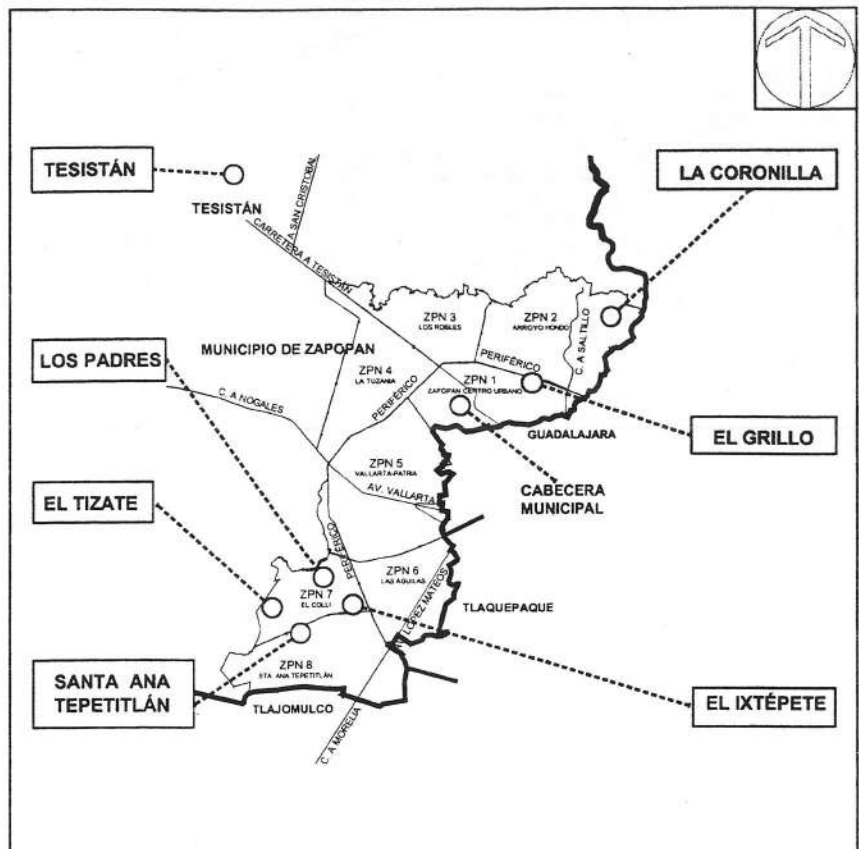 TESISTÁN
LA CORONILLA
A SAN CRISTOBAL
TESISTÁN
CARRETERA A TESISTÁN
ZPN 3
LOS ROBLES
ZPN 2
ARROYO HONDO
C. A SALTILLO
LOS PADRES
MUNICIPIO DE ZAPOPAN
ZPN 4
LA TUZANIA
PERIFÉRICO
PERIFÉRICO
ZPN 1
ZAPOPAN CENTRO URBANO
C. A NOGALES
GUADALAJARA
EL GRILLO
ZPN 5
VALLARTA-PATRIA
AV. VALLARTA
CABECERA
MUNICIPAL
EL TIZATE
PERIFÉRICO
ZPN 6
LAS ÁGUILAS
ZPN 7
EL COLLI
LOPEZ MATEOS
TLAQUEPAQUE
SANTA ANA
TEPETITLÁN
ZPN 8
STA. ANA TEPETITLÁN
TLAJOMULCO
EL IXTÉPETE
C. A MORELIA